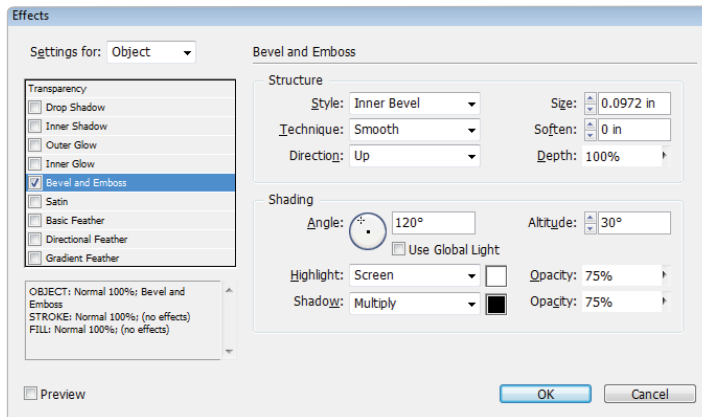 Effects
Settings for: Object
Transparency
Drop Shadow
Inner Shadow
Outer Glow
Inner Glow
Bevel and Emboss
Satin
Basic Feather
Directional Feather
Gradient Feather
OBJECT: Normal 100%; Bevel and
Emboss
STROKE: Normal 100%; (no effects)
FILL: Normal 100%; (no effects)
Preview
Bevel and Emboss
Structure
Style: Inner Bevel Size: 0.0972 in
Technique: Smooth Soften: 0 in
Direction: Up Depth: 100%
Shading
Angle: 120° Altitude: 30°
Use Global Light
Highlight: Screen Opacity: 75%
Shadow: Multiply Opacity: 75%
OK Cancel